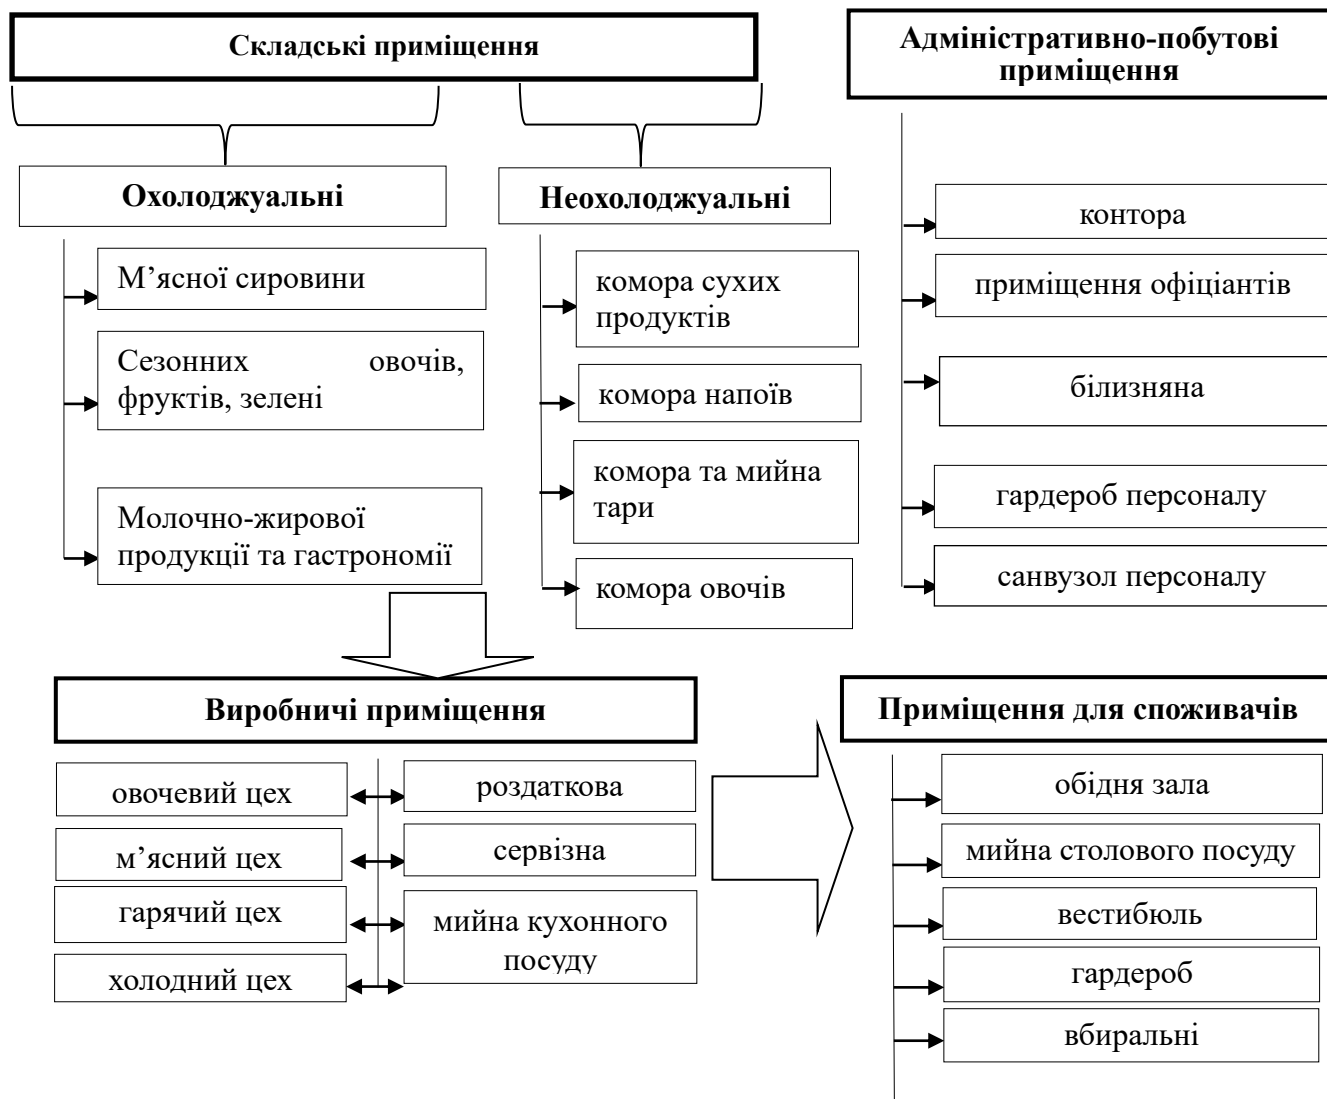 Складські приміщення
Адміністративно-побутові
приміщення
Охолоджуальні
Неохолоджуальні
М’ясної сировини
Сезонних овочів,
фруктів, зелені
Молочно-жирової
продукції та гастрономії
комора сухих
продуктів
комора напоїв
комора та мийна
тари
комора овочів
контора
приміщення офіціантів
білизняна
гардероб персоналу
санвузол персоналу
Виробничі приміщення
овочевий цех
м’ясний цех
гарячий цех
холодний цех
роздаткова
сервізна
мийна кухонного
посуду
Приміщення для споживачів
обідня зала
мийна столового посуду
вестибюль
гардероб
вбиральні